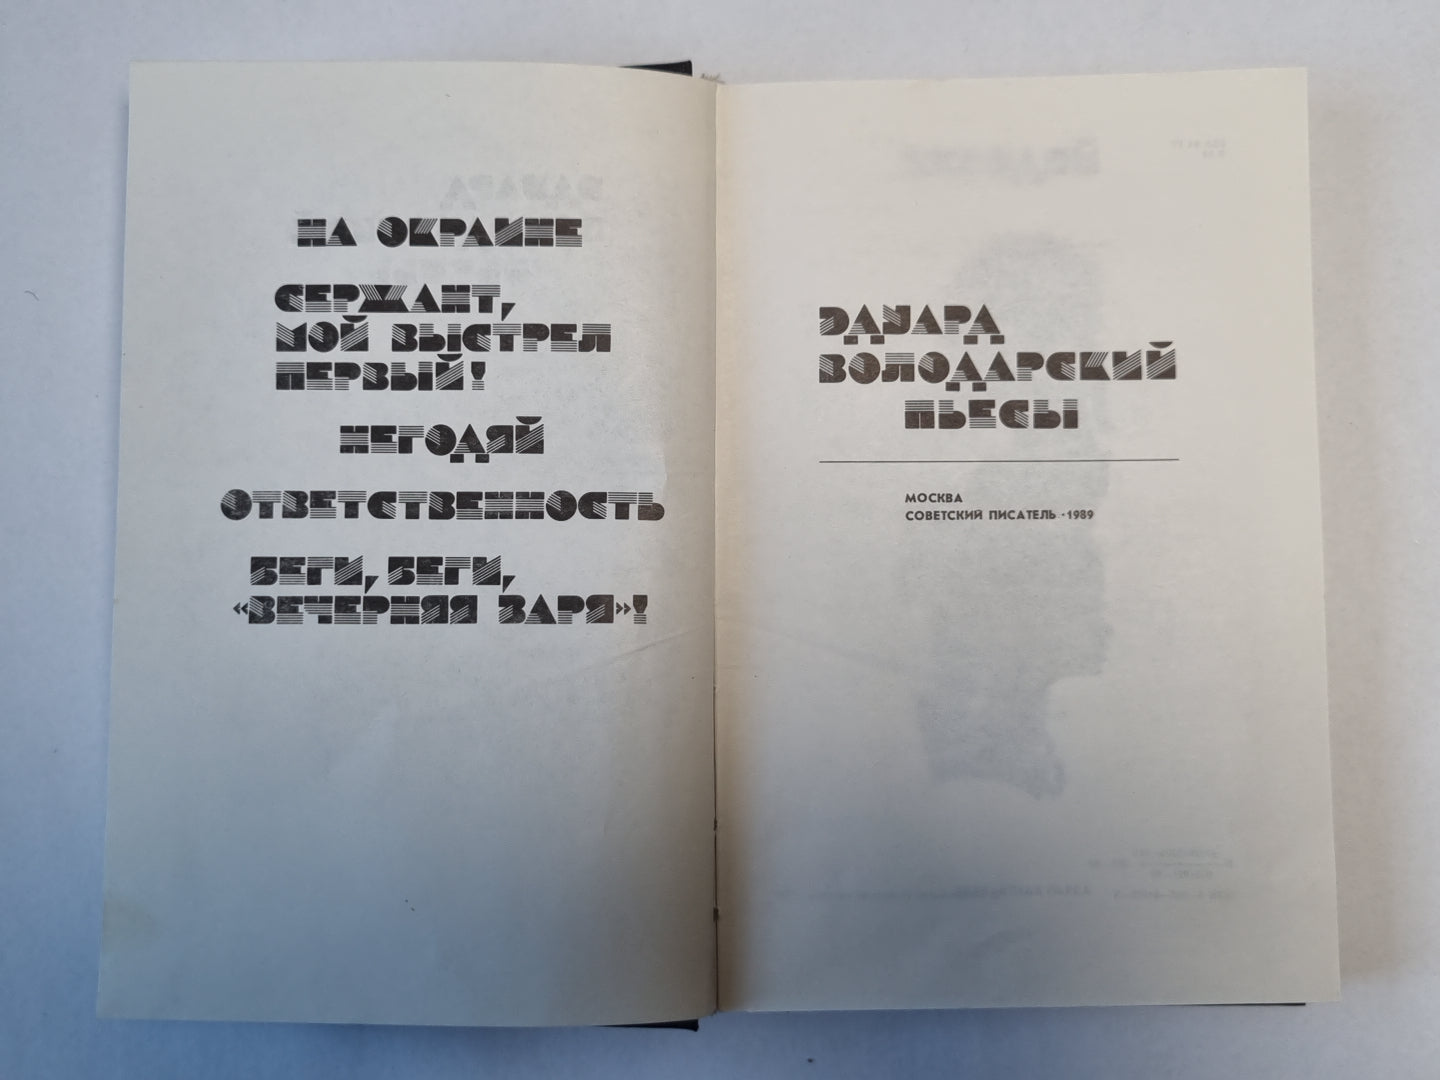 НА ОКРАИНЕ
СЕРЖАНТ,
МОЙ ВЫСТРЕЛ
ПЕРВЫЙ!
НЕГОДЯЙ
ОТВЕТСТВЕННОСТЬ
БЕГИ, БЕГИ,
«ВЕЧЕРНЯЯ ЗАРЯ»!
ЭДУАРД
ВОЛОДАРСКИЙ
ПЬЕСЫ
МОСКВА
СОВЕТСКИЙ ПИСАТЕЛЬ · 1989